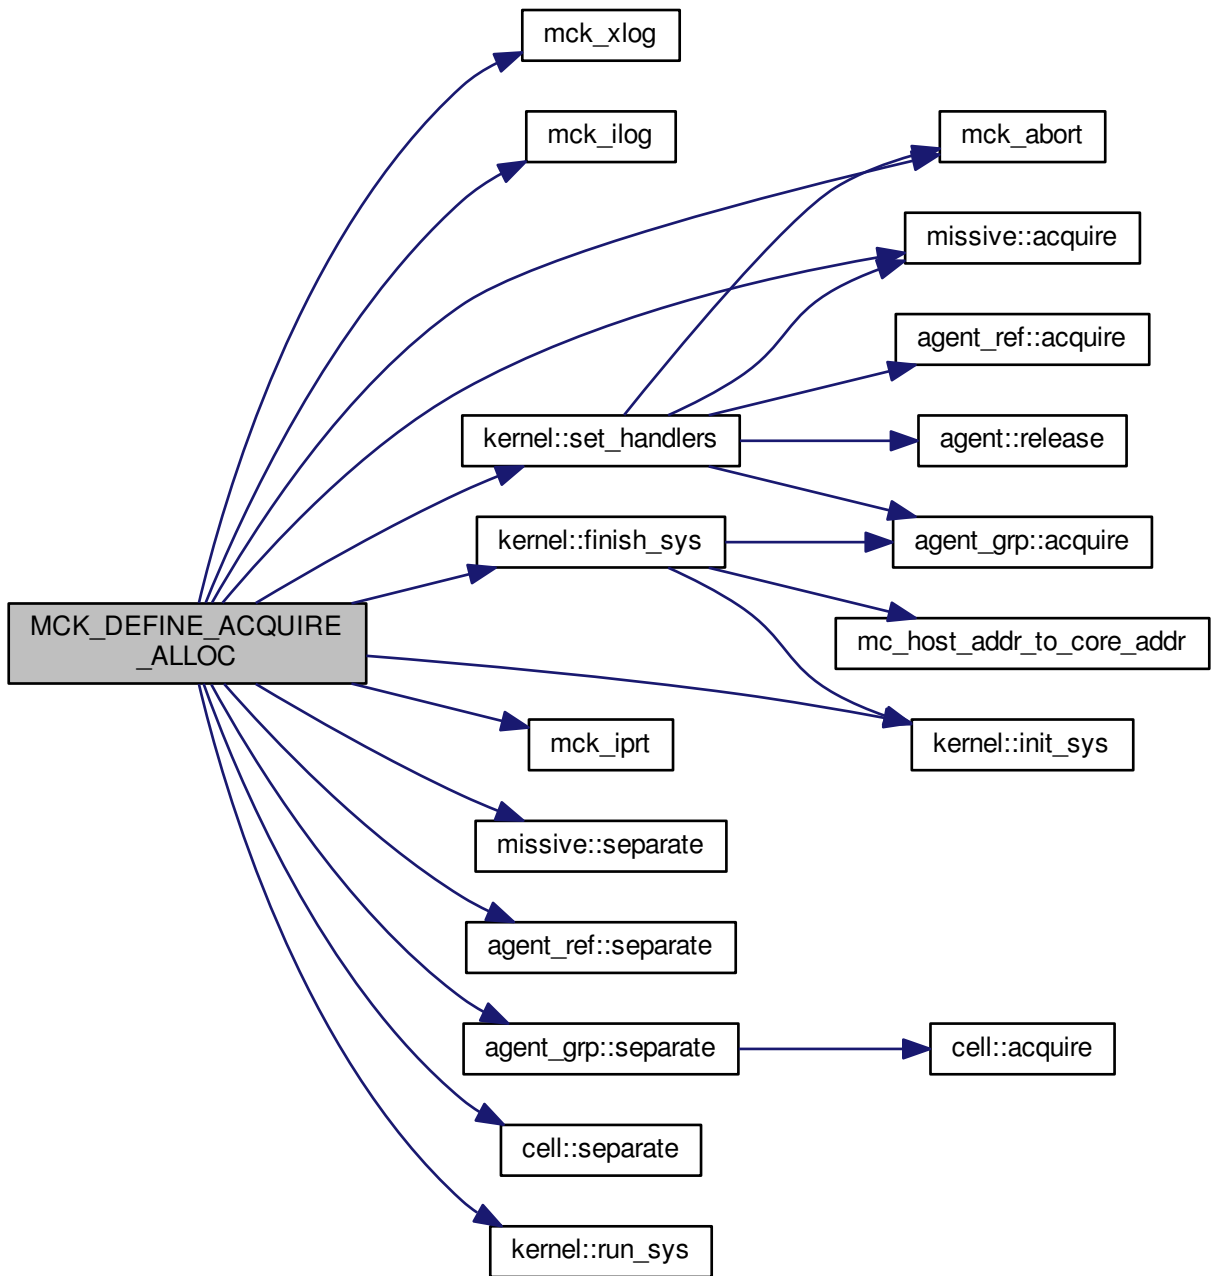 mck_xlog
mck_ilog
mck_abort
missive::acquire
agent_ref::acquire
kernel::set_handlers
agent::release
kernel::finish_sys
agent_grp::acquire
MCK_DEFINE_ACQUIRE
_ALLOC
mc_host_addr_to_core_addr
mck_iprt
kernel::init_sys
missive::separate
agent_ref::separate
agent_grp::separate
cell::acquire
cell::separate
kernel::run_sys